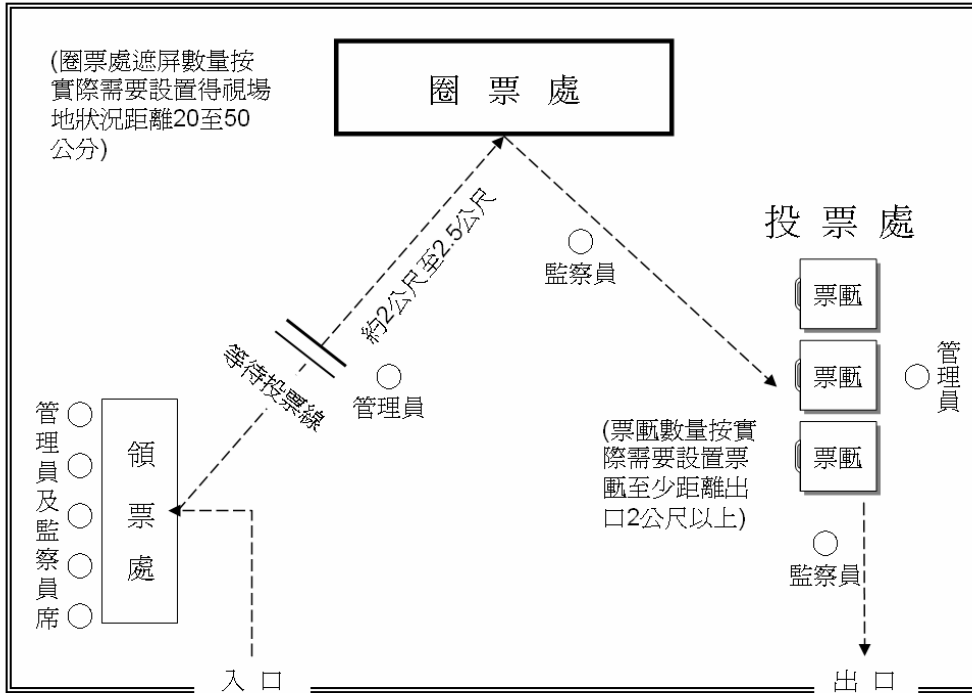 (圈票處遮屏數量按
實際需要設置得視場
地狀況距離20至50
公分)
圈 票 處
投 票 處
約2公尺至2.5公尺
監察員
票匭
票匭
票匭
管理員
等待投票線
管理員
(票匭數量按實
際需要設置票
匭至少距離出
口2公尺以上)
管理員及監察員席
領票處
監察員
入 口
出 口